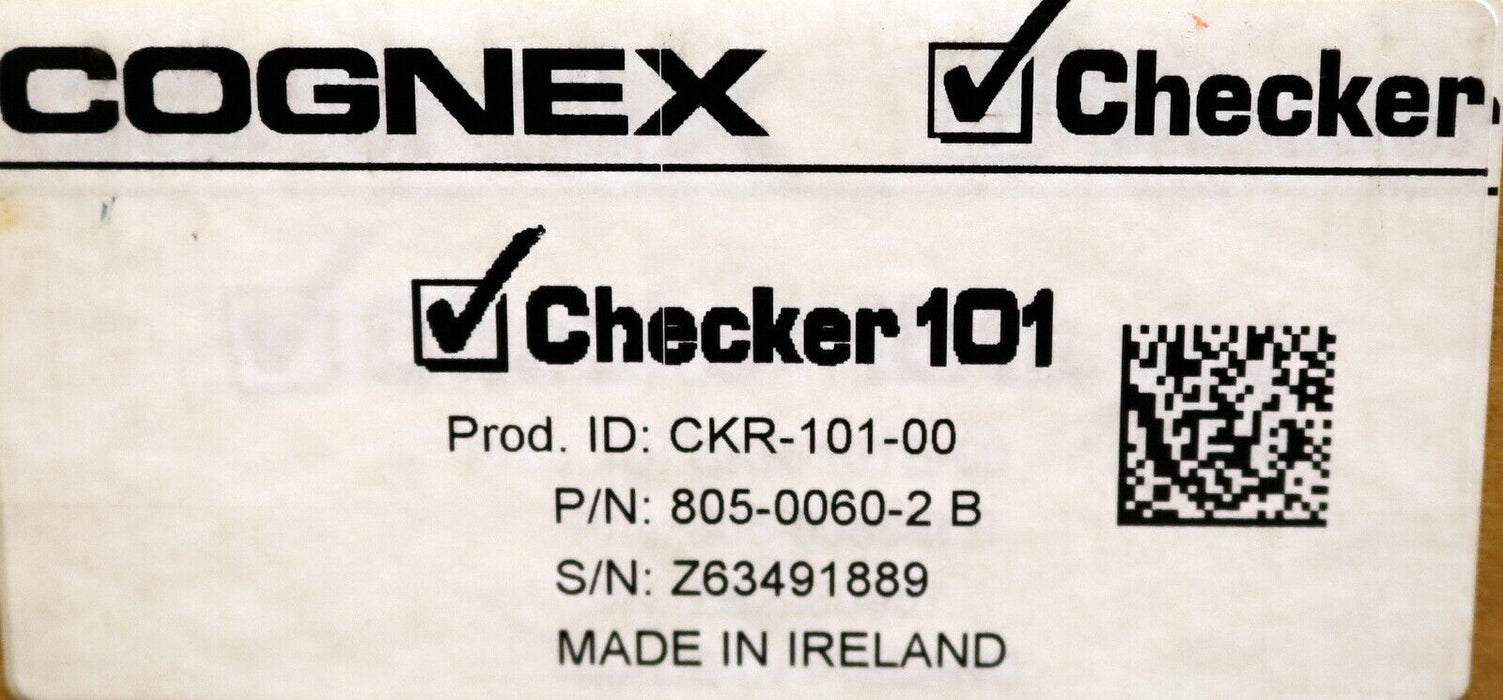 COGNEX Checker
Checker 101
Prod. ID: CKR-101-00
P/N: 805-0060-2 B
S/N: Z63491889
MADE IN IRELAND